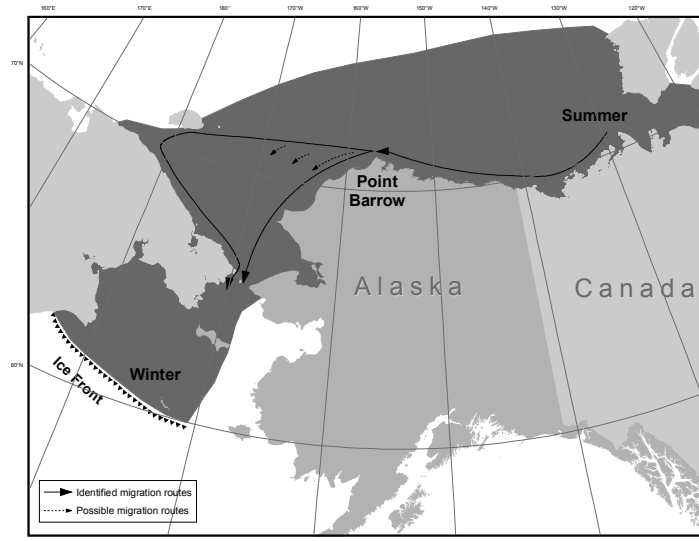 160°E
170°E
180°
170°W
160°W
150°W
140°W
130°W
120°W
70°N
Summer
Point
Barrow
Alaska
Canada
60°N
Winter
Ice Front
Identified migration routes
Possible migration routes